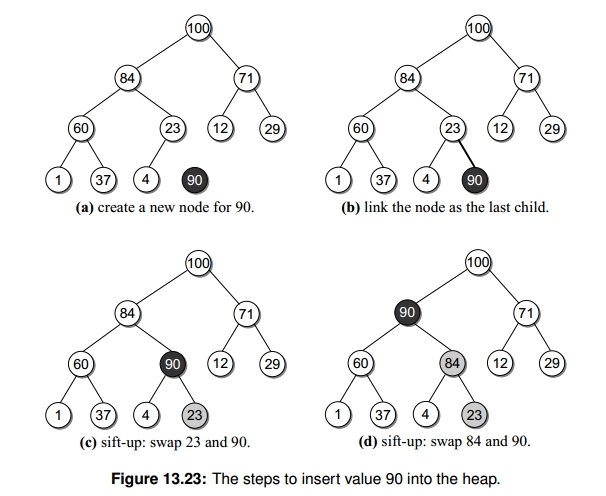 100 100
84 71 84 71
60 23 12 29 60 23 12 29
1 37 4 90 1 37 4 90
(a) create a new node for 90. (b) link the node as the last child.
100 100
84 71 90 71
60 90 12 29 60 84 12 29
1 37 4 23 1 37 4 23
(c) sift-up: swap 23 and 90. (d) sift-up: swap 84 and 90.
Figure 13.23: The steps to insert value 90 into the heap.